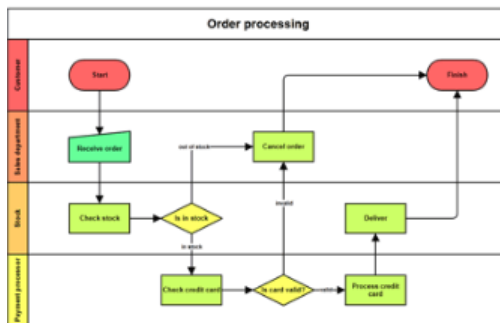 Order processing
Customer
Start
Finish
Sales department
Receive order
out of stock
Cancel order
Stock
Check stock
Is in stock
in stock
invalid
Deliver
Payment processor
Check credit card
Is card valid?
valid
Process credit
card